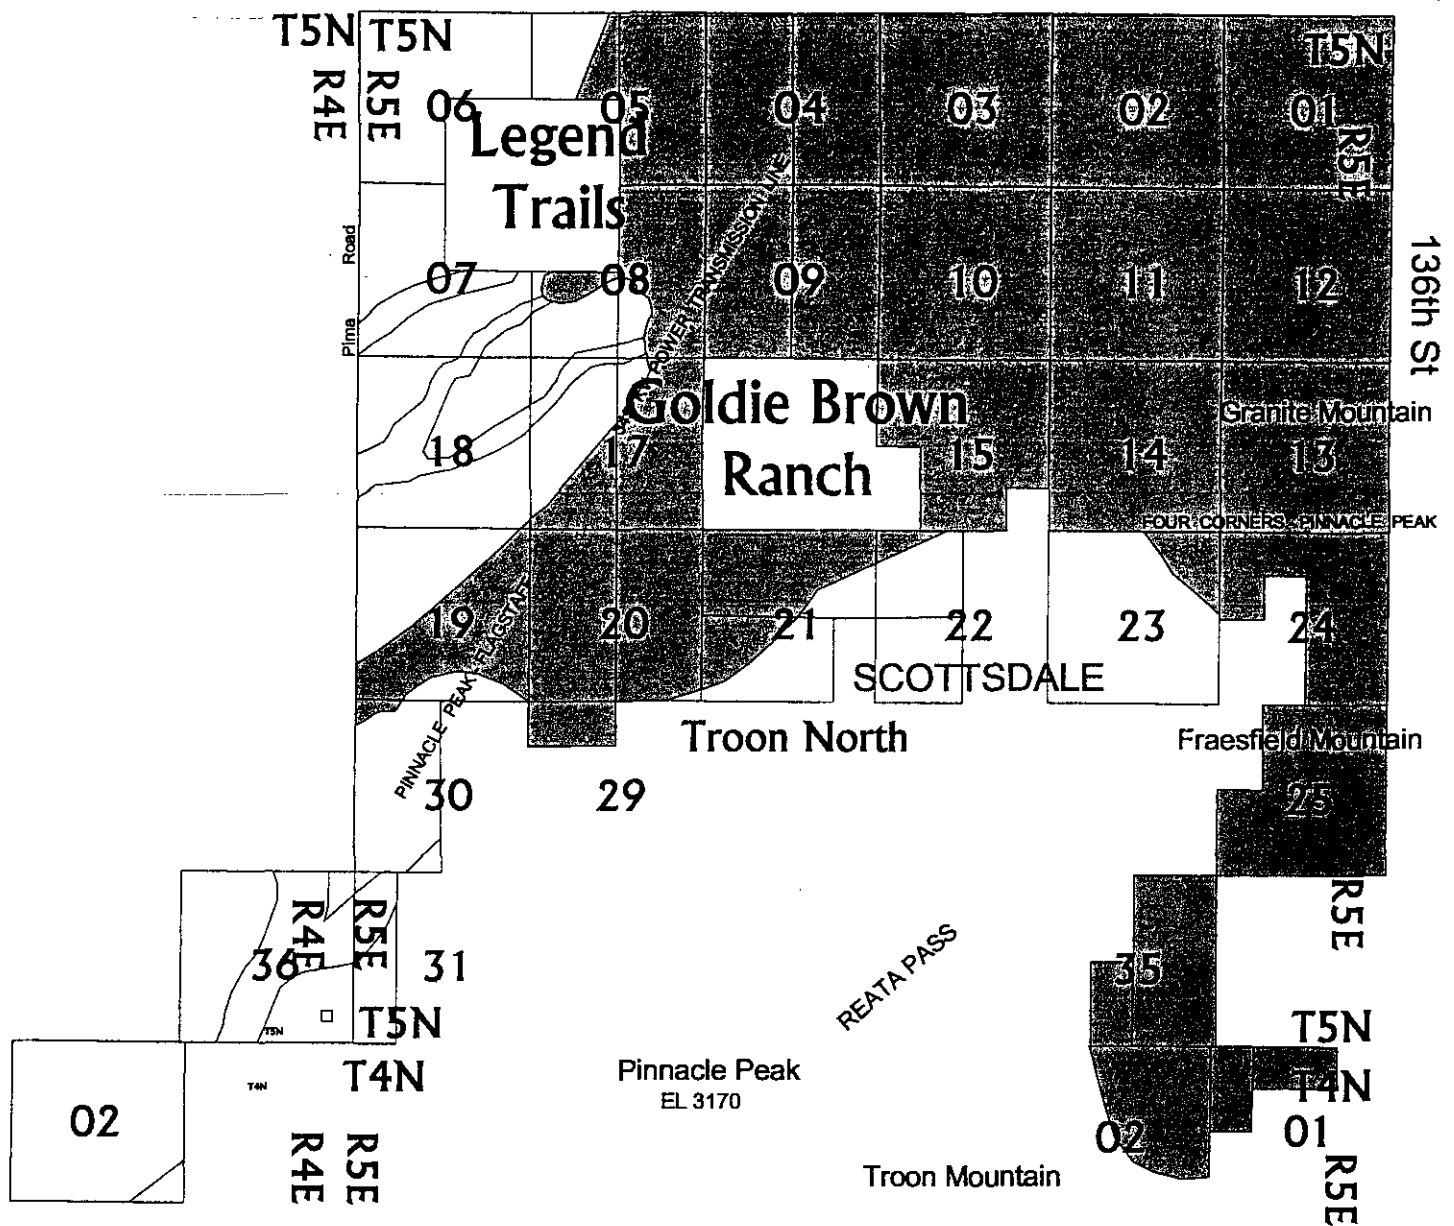 T5N T5N T5N
R4E R5E
06 05 04 03 02 01
Legend
Trails
R5E
Road
Pima
07 08 09 10 11 12
POWER TRANSMISSION LINE
136th St
Goldie Brown
Ranch
Granite Mountain
18 17 15 14 13
FOUR CORNERS-PINNACLE PEAK
19 20 21 22 23 24
PINNACLE PEAK-FLAGSTAFF
SCOTTSDALE
Troon North
Fraesfield Mountain
30 29 25
R4E R5E R5E
36 31 35
REATA PASS
T5N T5N T5N
T4N T4N T4N
Pinnacle Peak
EL 3170
02 02 01
R4E R5E R5E
Troon Mountain